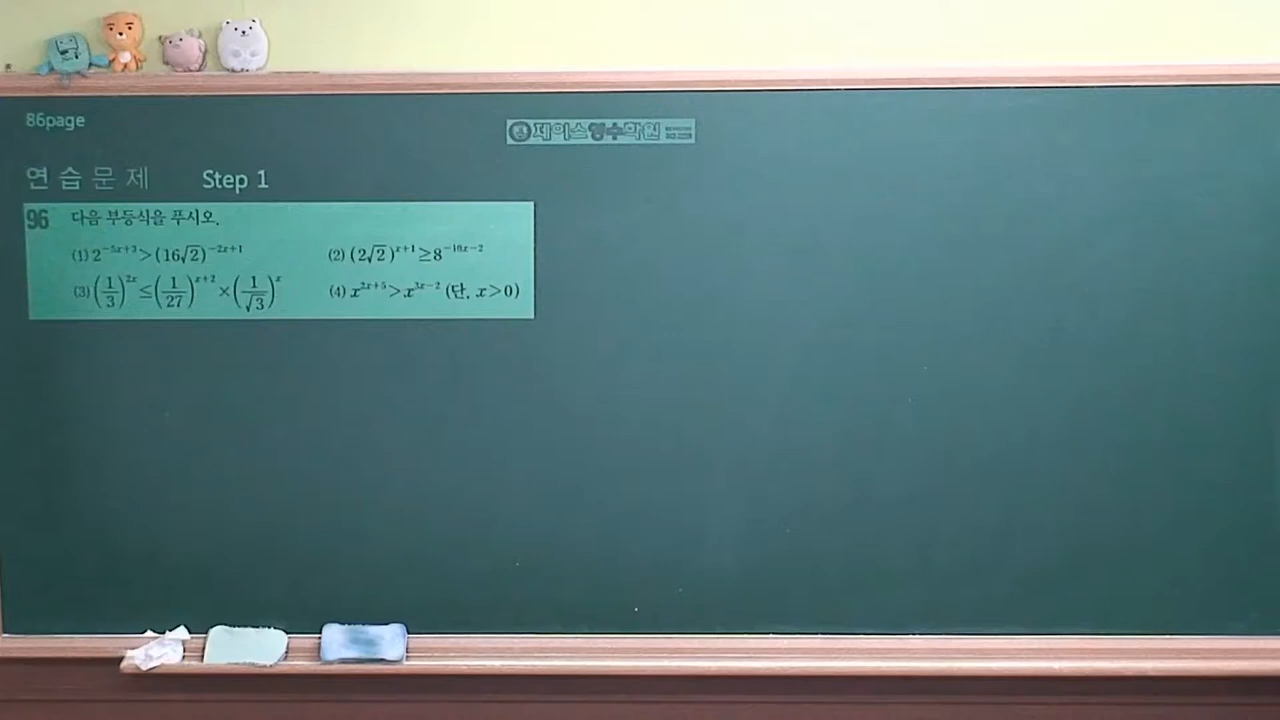 86page
제이스영수학원
연습문제 Step 1
96 다음 부등식을 푸시오.
(1) 2^{-5x+3}>(16√2)^{-2x+1} (2) (2√2)^{x+1}≥8^{-10x-2}
(3) (1/3)^{2x}≤(1/27)^{x+2}×(1/√3)^{x} (4) x^{2x+5}>x^{3x-2} (단, x>0)